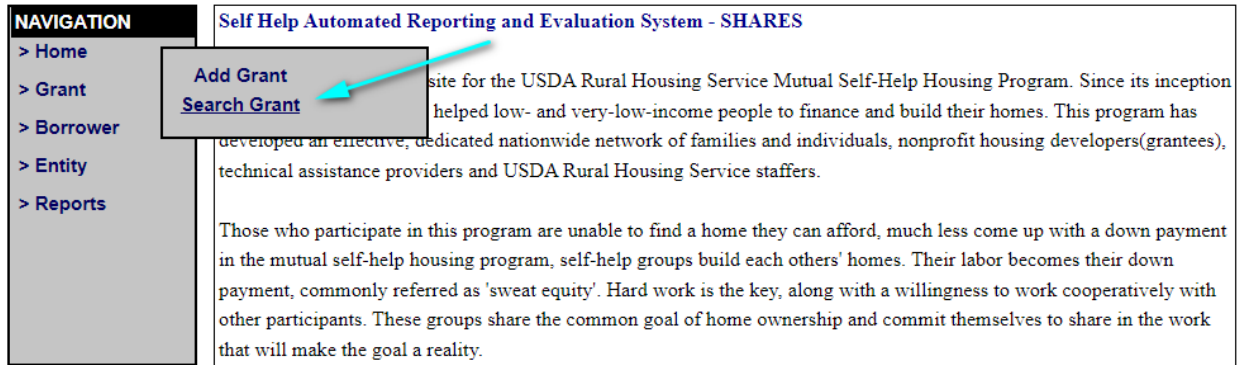 NAVIGATION
> Home
> Grant
> Borrower
> Entity
> Reports
Add Grant
Search Grant
Self Help Automated Reporting and Evaluation System - SHARES
site for the USDA Rural Housing Service Mutual Self-Help Housing Program. Since its inception
helped low- and very-low-income people to finance and build their homes. This program has
developed an effective, dedicated nationwide network of families and individuals, nonprofit housing developers(grantees),
technical assistance providers and USDA Rural Housing Service staffers.
Those who participate in this program are unable to find a home they can afford, much less come up with a down payment
in the mutual self-help housing program, self-help groups build each others' homes. Their labor becomes their down
payment, commonly referred as 'sweat equity'. Hard work is the key, along with a willingness to work cooperatively with
other participants. These groups share the common goal of home ownership and commit themselves to share in the work
that will make the goal a reality.